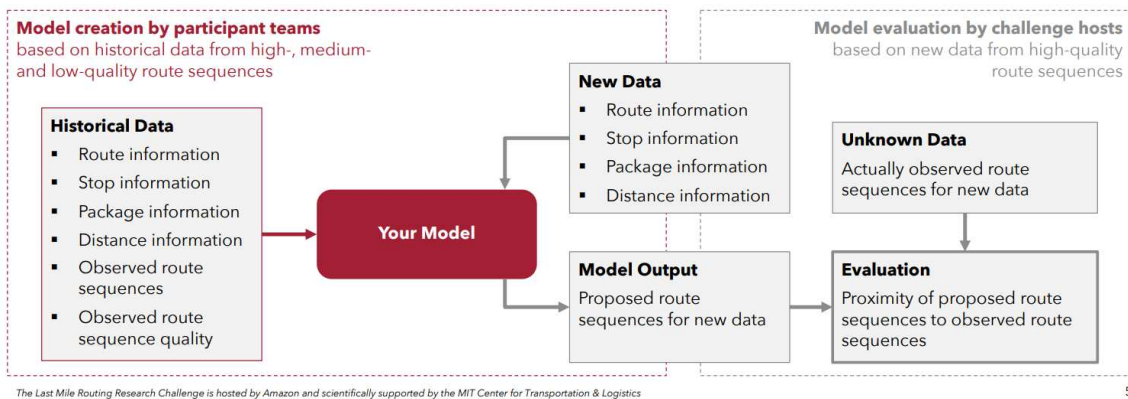 Model creation by participant teams
based on historical data from high-, medium-
and low-quality route sequences
Model evaluation by challenge hosts
based on new data from high-quality
route sequences
Historical Data
▪ Route information
▪ Stop information
▪ Package information
▪ Distance information
▪ Observed route
sequences
▪ Observed route
sequence quality
Your Model
New Data
▪ Route information
▪ Stop information
▪ Package information
▪ Distance information
Model Output
Proposed route
sequences for new data
Unknown Data
Actually observed route
sequences for new data
Evaluation
Proximity of proposed route
sequences to observed route
sequences
The Last Mile Routing Research Challenge is hosted by Amazon and scientifically supported by the MIT Center for Transportation & Logistics
5